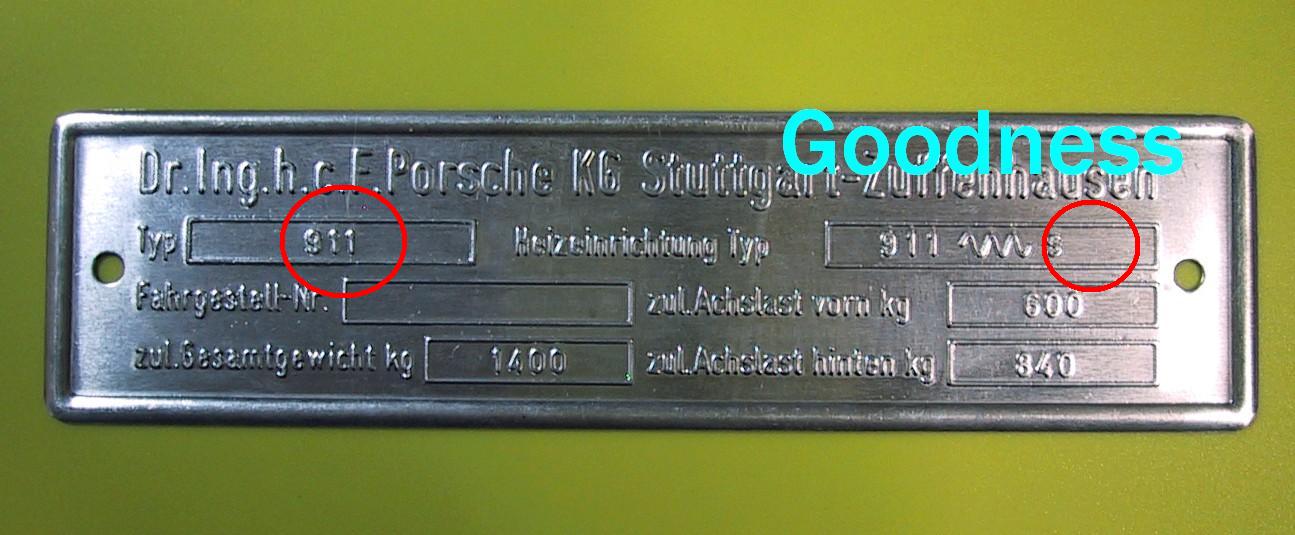 Goodness
Dr.Ing.h.c.F.Porsche KG Stuttgart-Zuffenhausen
Typ 911 Heizeinrichtung Typ 911 S
Fahrgestell-Nr. zul.Achslast vorn kg 600
zul.Gesamtgewicht kg 1400 zul.Achslast hinten kg 840